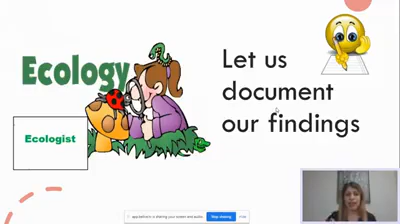 Ecology
Ecologist
Let us
document
our findings
Stop sharing